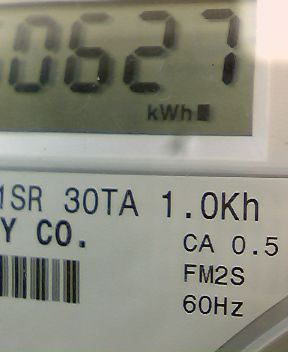 0627
kWh
1SR 30TA 1.0Kh
Y CO.
CA 0.5
FM2S
60Hz